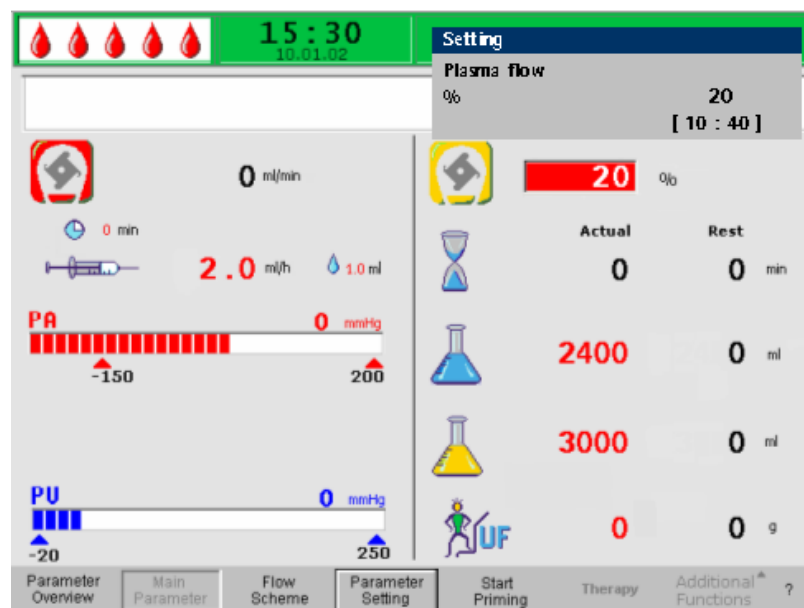 15:30
10.01.02
Setting
Plasma flow
% 20
[ 10 : 40 ]
0 ml/min
20 %
0 min
2.0 ml/h 1.0 ml
Actual Rest
0 0 min
PA 0 mmHg
-150 200
2400 0 ml
3000 0 ml
PU 0 mmHg
-20 250
UF 0 0 g
Parameter Overview
Main Parameter
Flow Scheme
Parameter Setting
Start Priming
Therapy
Additional Functions
?